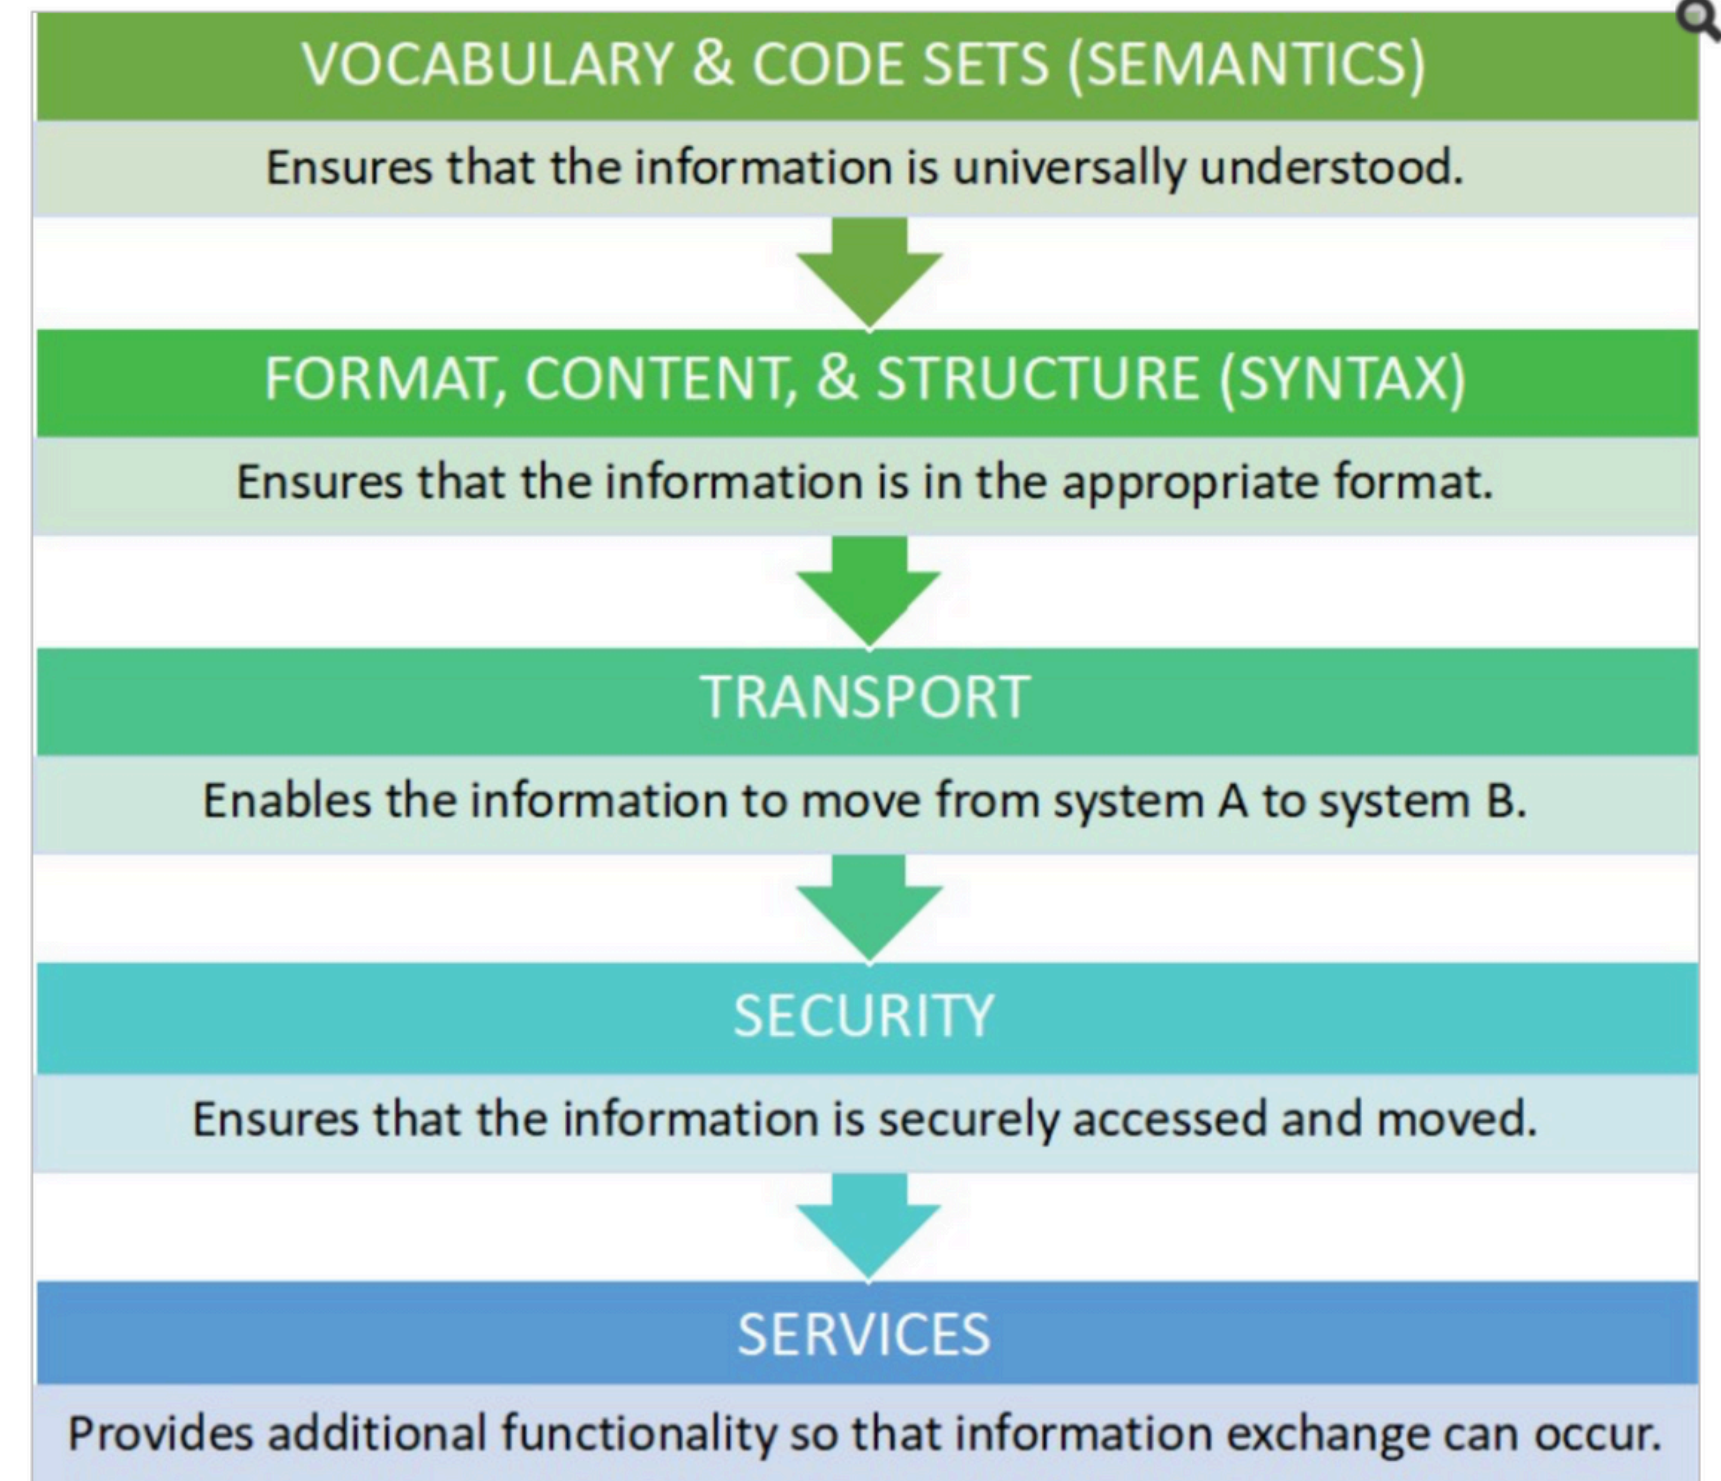 VOCABULARY & CODE SETS (SEMANTICS)
Ensures that the information is universally understood.
FORMAT, CONTENT, & STRUCTURE (SYNTAX)
Ensures that the information is in the appropriate format.
TRANSPORT
Enables the information to move from system A to system B.
SECURITY
Ensures that the information is securely accessed and moved.
SERVICES
Provides additional functionality so that information exchange can occur.